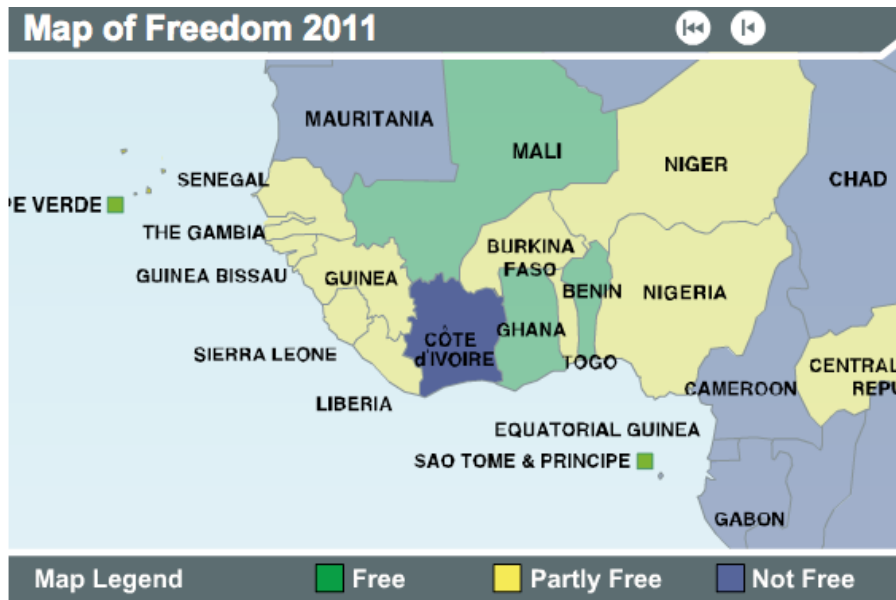 Map of Freedom 2011
MAURITANIA
MALI
NIGER
CHAD
SENEGAL
PE VERDE
THE GAMBIA
BURKINA
FASO
GUINEA BISSAU
GUINEA
BENIN
NIGERIA
GHANA
CÔTE
d'IVOIRE
SIERRA LEONE
TOGO
CENTRAL
REPU
CAMEROON
LIBERIA
EQUATORIAL GUINEA
SAO TOME & PRINCIPE
GABON
Map Legend
Free
Partly Free
Not Free